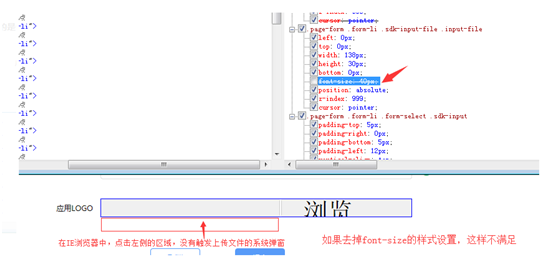 -li">
-li">
-li">
-li">
-li">
-li">
-li">
cursor: pointer;
page-form .form-li .sdk-input-file .input-file
left: 0px;
top: 0px;
width: 138px;
height: 30px;
bottom: 0px;
font-size: 40px;
position: absolute;
z-index: 999;
cursor: pointer;
page-form .form-li .form-select .sdk-input
padding-top: 5px;
padding-right: 0px;
padding-bottom: 5px;
padding-left: 12px;
应用LOGO
浏览
在IE浏览器中，点击左侧的区域，没有触发上传文件的系统弹窗
如果去掉font-size的样式设置，这样不满足